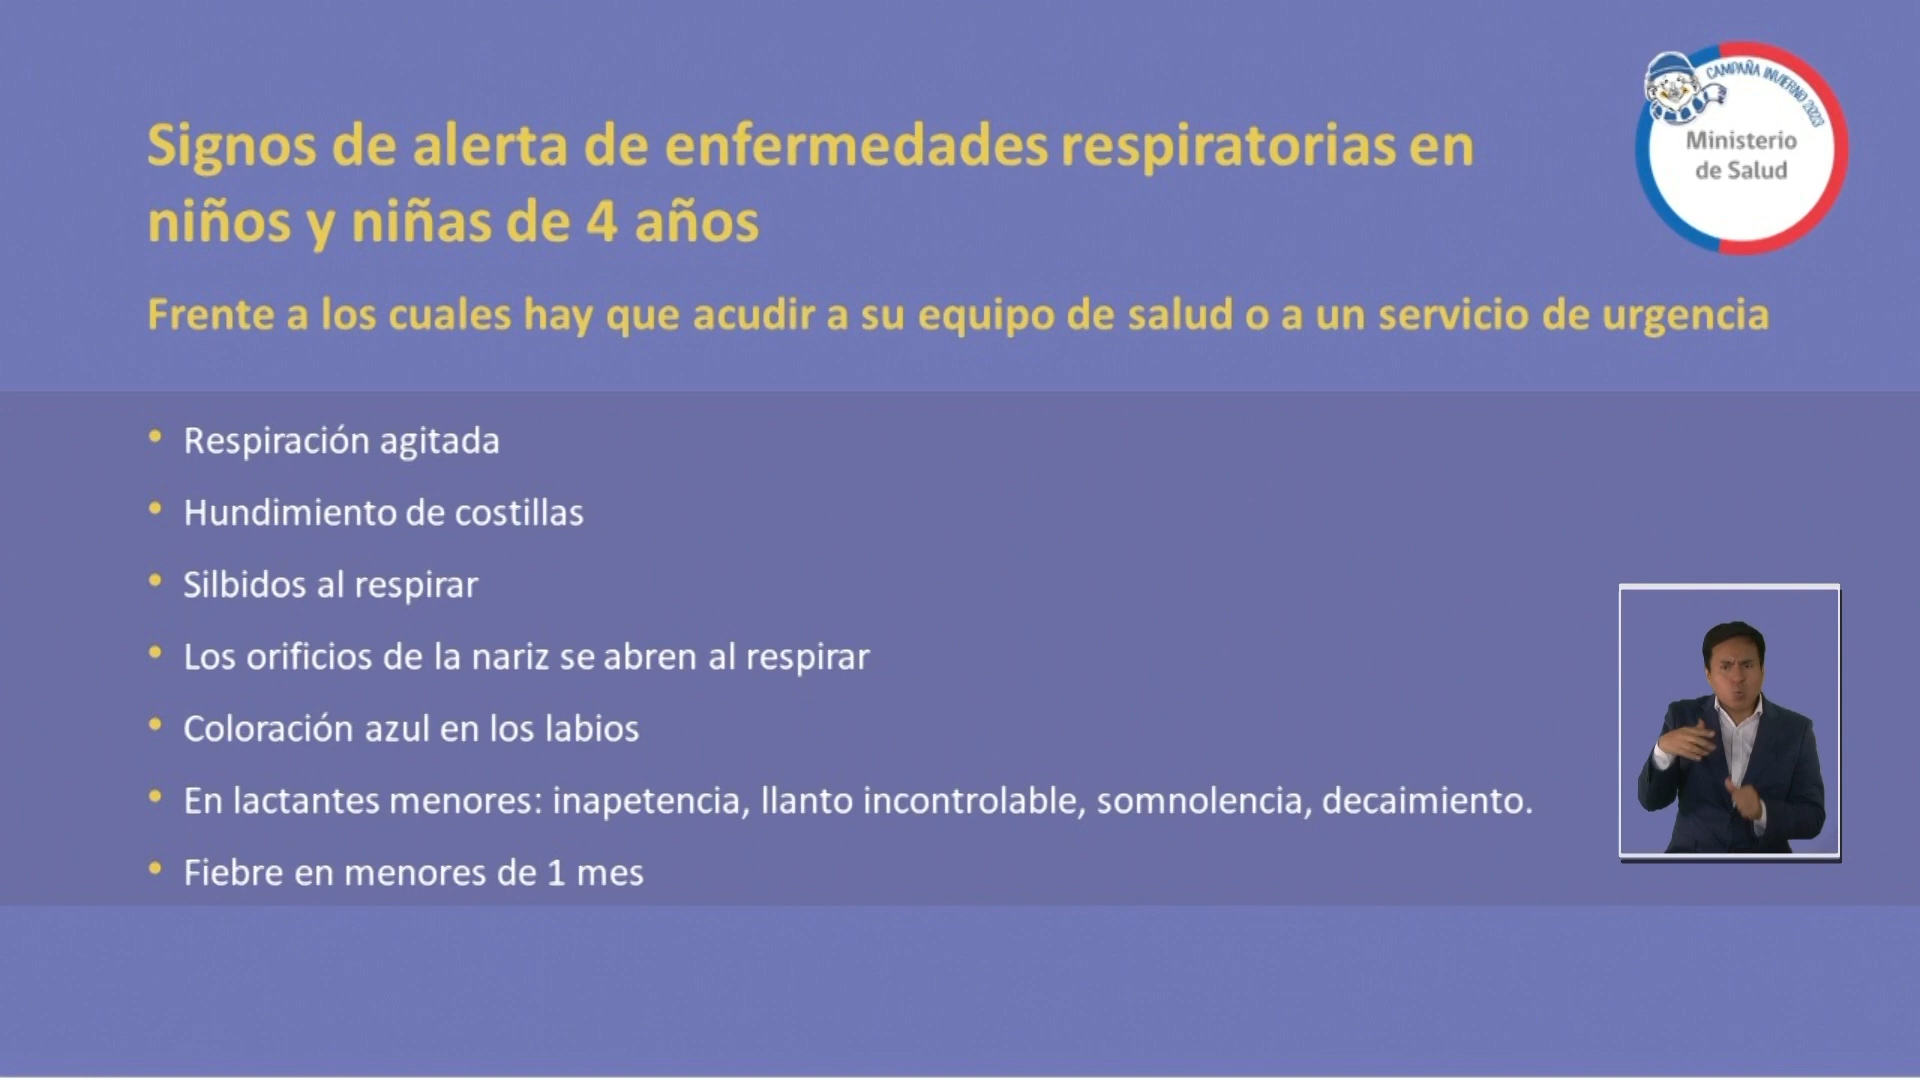 CAMPAÑA INVIERNO 2023
Ministerio
de Salud
Signos de alerta de enfermedades respiratorias en
niños y niñas de 4 años
Frente a los cuales hay que acudir a su equipo de salud o a un servicio de urgencia
• Respiración agitada
• Hundimiento de costillas
• Silbidos al respirar
• Los orificios de la nariz se abren al respirar
• Coloración azul en los labios
• En lactantes menores: inapetencia, llanto incontrolable, somnolencia, decaimiento.
• Fiebre en menores de 1 mes